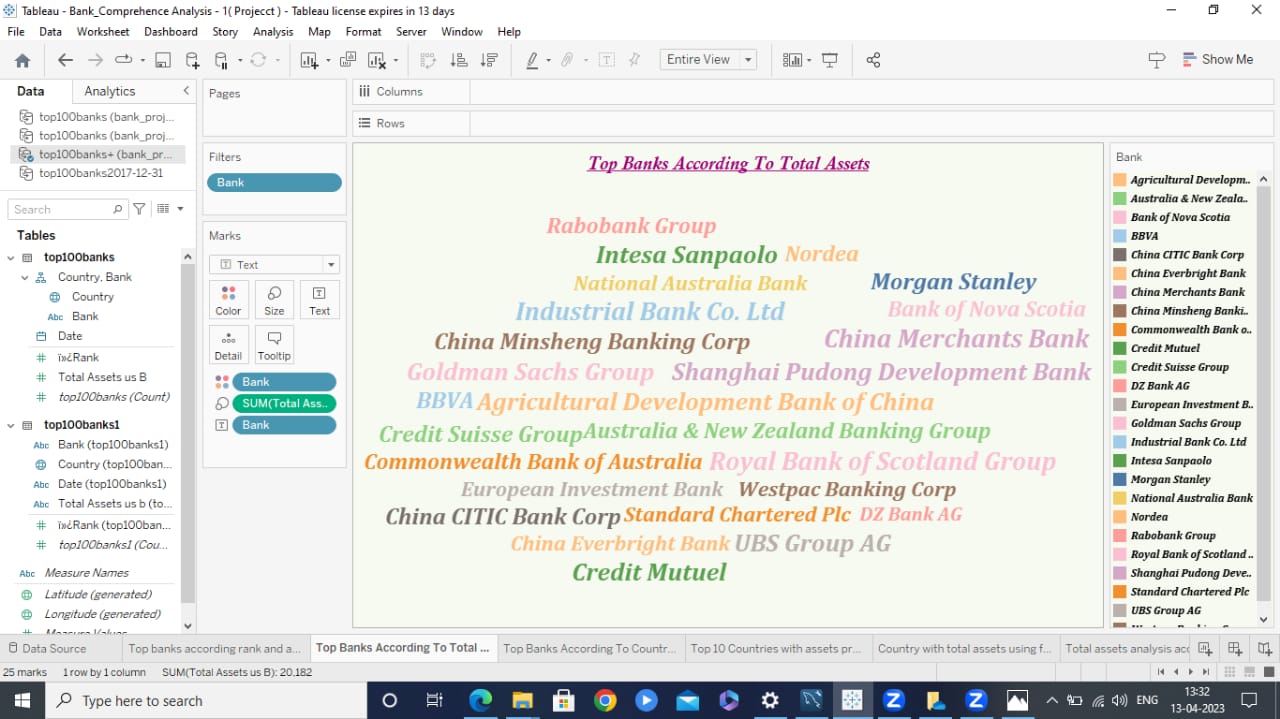 Tableau - Bank_Comprehence Analysis - 1( Projecct ) - Tableau license expires in 13 days
File Data Worksheet Dashboard Story Analysis Map Format Server Window Help
Entire View
Show Me
Data Analytics
top100banks (bank_proj...
top100banks (bank_proj...
top100banks+ (bank_pr...
top100banks2017-12-31
Search
Tables
top100banks
Country, Bank
Country
Abc Bank
Date
ï»¿Rank
Total Assets us B
top100banks (Count)
top100banks1
Abc Bank (top100banks1)
Country (top100ban...
Abc Date (top100banks1)
Abc Total Assets us b (to...
ï»¿Rank (top100ban...
top100banks1 (Cou...
Abc Measure Names
Latitude (generated)
Longitude (generated)
Measure Values
Pages
Filters
Bank
Marks
Text
Color Size Text
Detail Tooltip
Bank
SUM(Total Ass..
Bank
Columns
Rows
Top Banks According To Total Assets
Rabobank Group
Intesa Sanpaolo Nordea
National Australia Bank Morgan Stanley
Industrial Bank Co. Ltd Bank of Nova Scotia
China Minsheng Banking Corp China Merchants Bank
Goldman Sachs Group Shanghai Pudong Development Bank
BBVA Agricultural Development Bank of China
Credit Suisse Group Australia & New Zealand Banking Group
Commonwealth Bank of Australia Royal Bank of Scotland Group
European Investment Bank Westpac Banking Corp
China CITIC Bank Corp Standard Chartered Plc DZ Bank AG
China Everbright Bank UBS Group AG
Credit Mutuel
Bank
Agricultural Developm..
Australia & New Zeala..
Bank of Nova Scotia
BBVA
China CITIC Bank Corp
China Everbright Bank
China Merchants Bank
China Minsheng Banki..
Commonwealth Bank o..
Credit Mutuel
Credit Suisse Group
DZ Bank AG
European Investment B..
Goldman Sachs Group
Industrial Bank Co. Ltd
Intesa Sanpaolo
Morgan Stanley
National Australia Bank
Nordea
Rabobank Group
Royal Bank of Scotland ..
Shanghai Pudong Deve..
Standard Chartered Plc
UBS Group AG
Data Source
Top banks according rank and a...
Top Banks According To Total ...
Top Banks According To Countr...
Top 10 Countries with assets pr...
Country with total assets using f...
Total assets analysis acc
25 marks 1 row by 1 column SUM(Total Assets us B): 20.182
Type here to search
ENG
13:32
13-04-2023